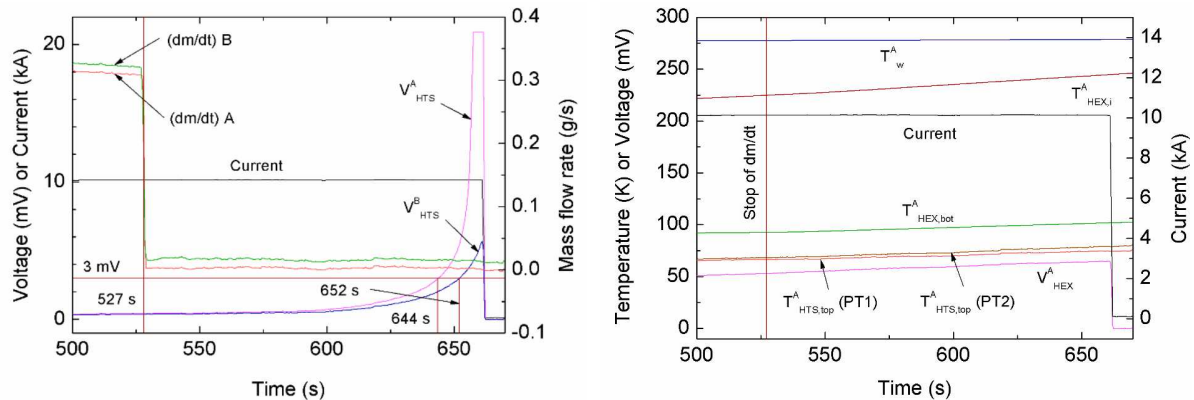 (dm/dt) B
(dm/dt) A
Current
V^A_HTS
V^B_HTS
3 mV
527 s
652 s
644 s
Voltage (mV) or Current (kA)
0
10
20
Mass flow rate (g/s)
-0.1
0.0
0.1
0.2
0.3
0.4
500
550
600
650
Time (s)
Temperature (K) or Voltage (mV)
0
50
100
150
200
250
300
Stop of dm/dt
T^A_w
T^A_HEX,i
Current
T^A_HEX,bot
T^A_HTS,top (PT1)
T^A_HTS,top (PT2)
V^A_HEX
Current (kA)
0
2
4
6
8
10
12
14
500
550
600
650
Time (s)